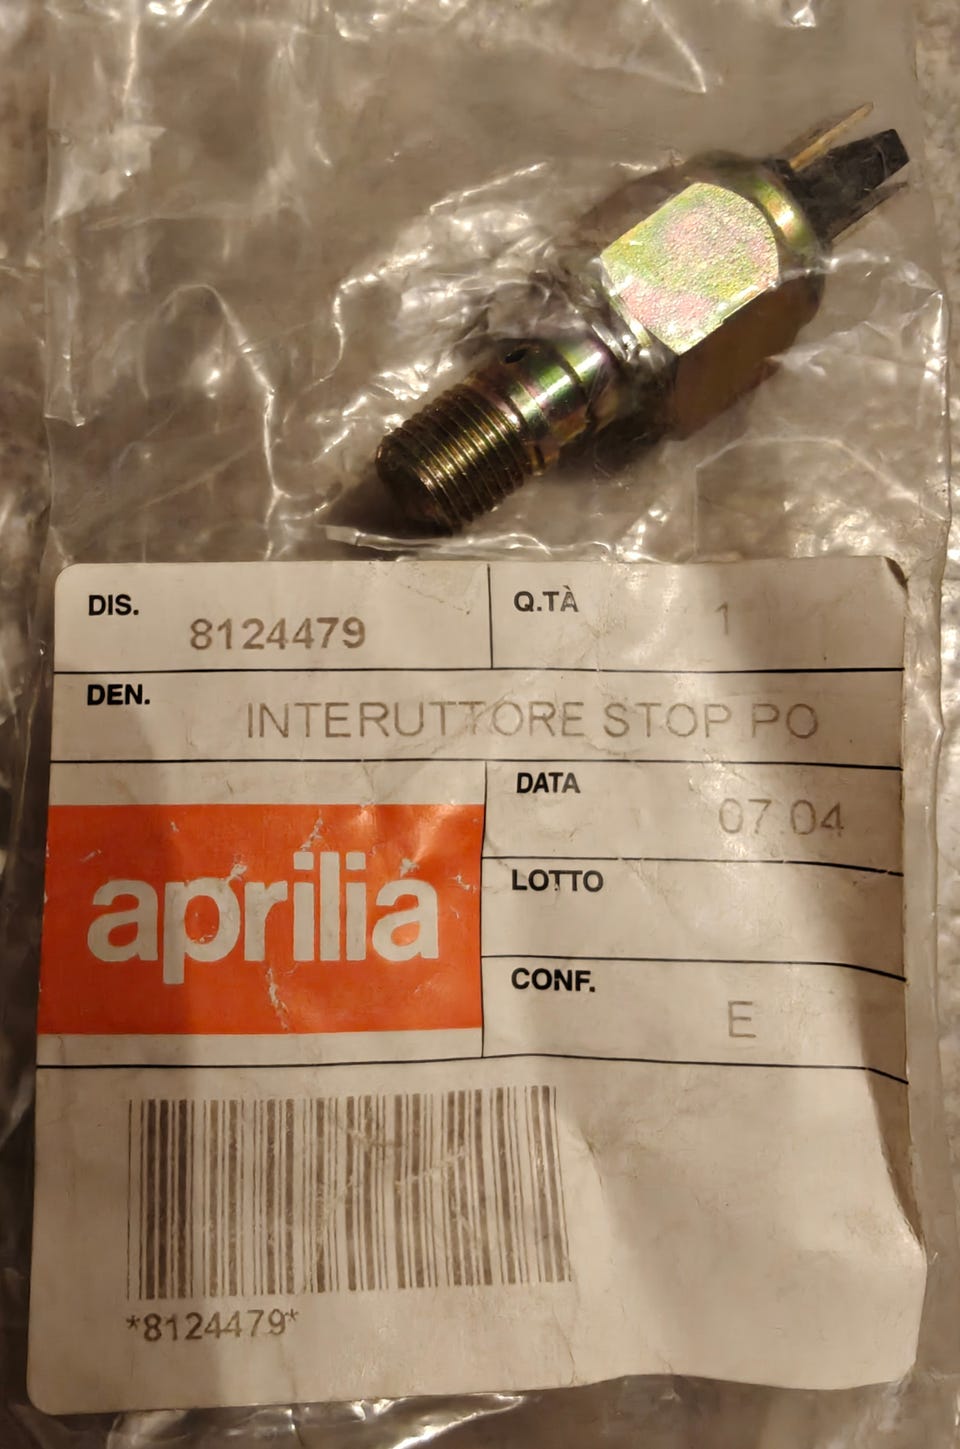 DIS. 8124479 Q.TÀ 1
DEN. INTERUTTORE STOP PO
DATA 07.04
aprilia
LOTTO
CONF. E
*8124479*